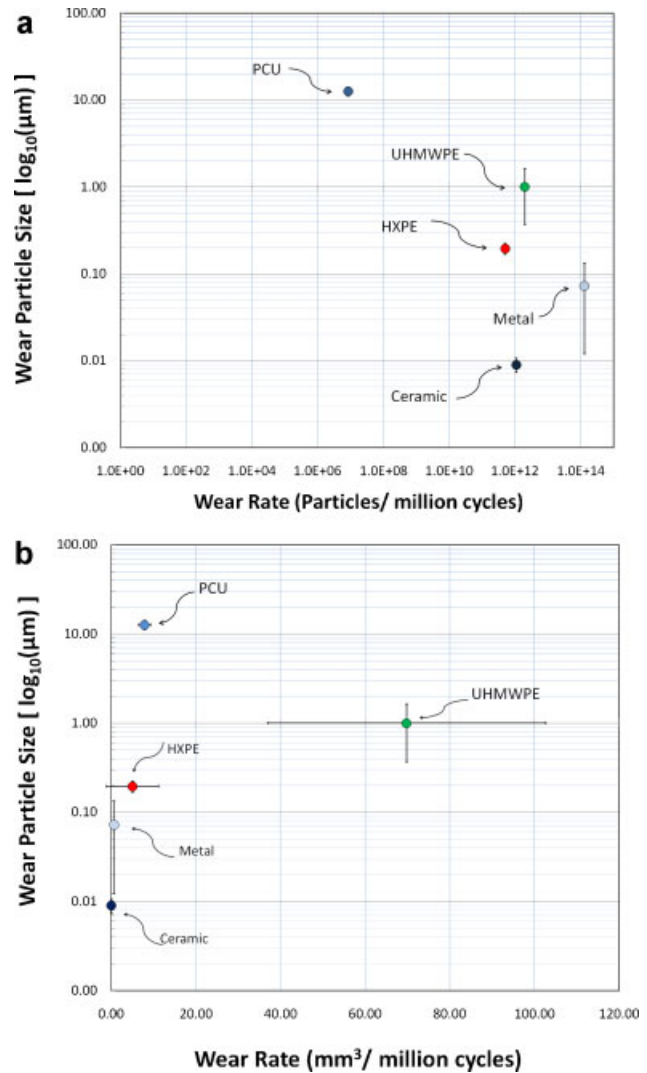 a
100.00
PCU
10.00
UHMWPE
1.00
HXPE
0.10
Metal
0.01
Ceramic
0.00
1.0E+00 1.0E+02 1.0E+04 1.0E+06 1.0E+08 1.0E+10 1.0E+12 1.0E+14
Wear Particle Size [ log₁₀(µm) ]
Wear Rate (Particles/ million cycles)
b
100.00
PCU
10.00
UHMWPE
1.00
HXPE
0.10
Metal
0.01
Ceramic
0.00
0.00 20.00 40.00 60.00 80.00 100.00 120.00
Wear Particle Size [ log₁₀(µm) ]
Wear Rate (mm³/ million cycles)